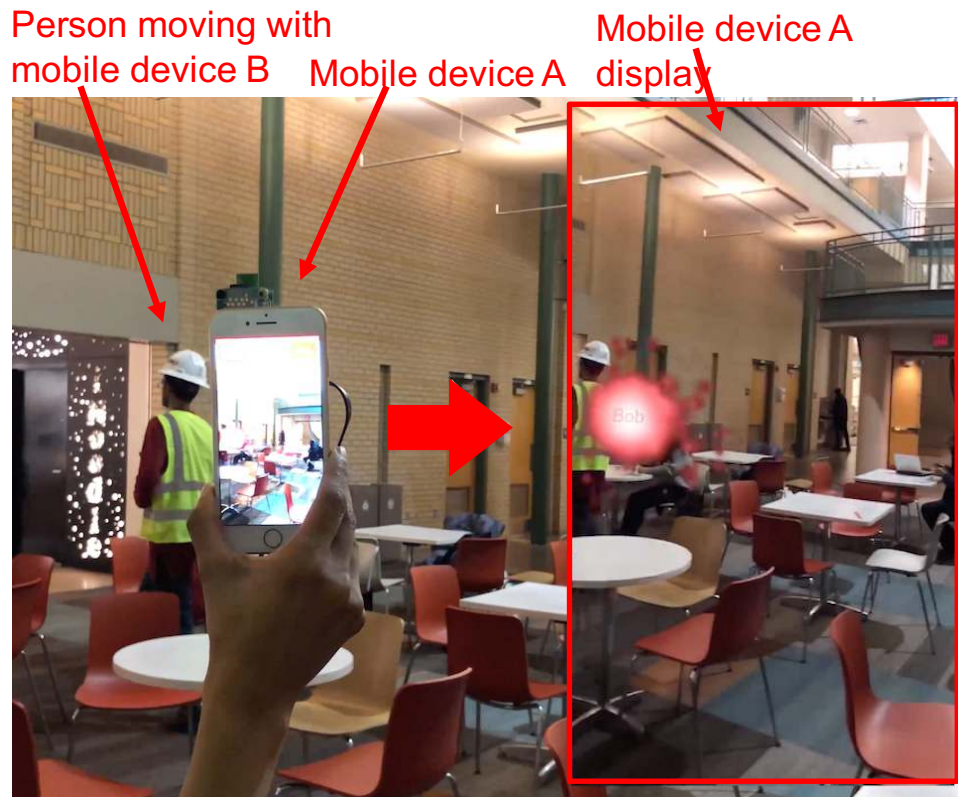 Person moving with
mobile device B
Mobile device A
Mobile device A
display
Bob